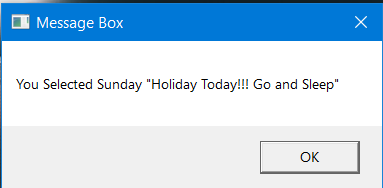 Message Box
You Selected Sunday "Holiday Today!!! Go and Sleep"
OK